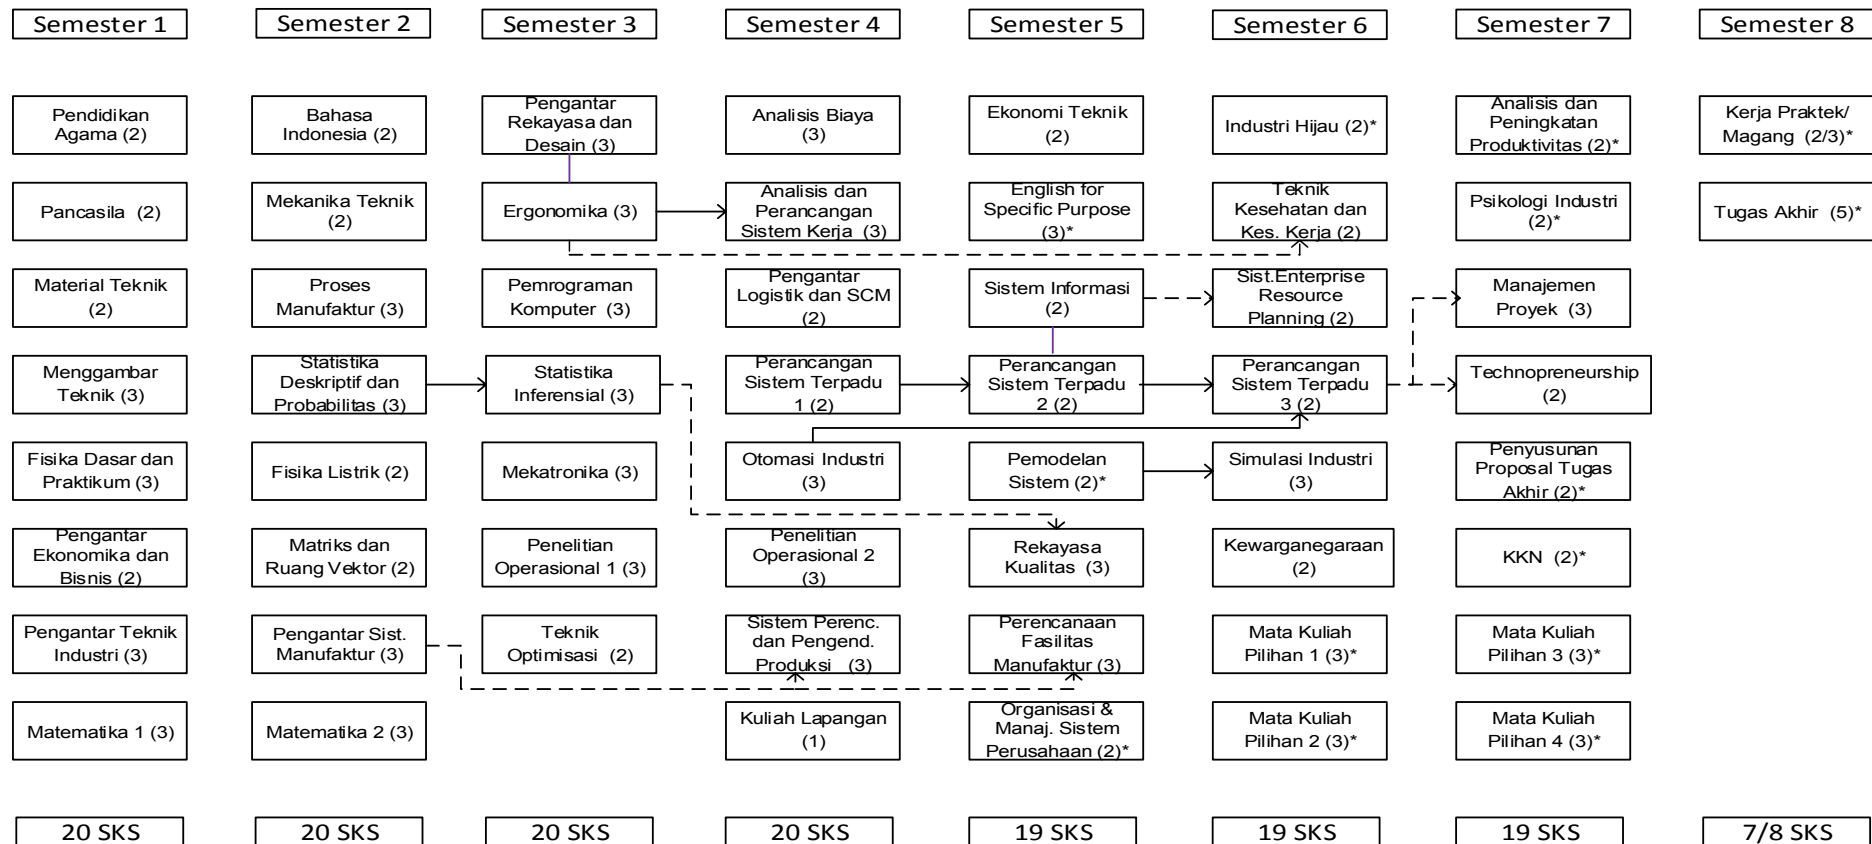 Semester 1
Semester 2
Semester 3
Semester 4
Semester 5
Semester 6
Semester 7
Semester 8
Pendidikan
Agama (2)
Bahasa
Indonesia (2)
Pengantar
Rekayasa dan
Desain (3)
Analisis Biaya
(3)
Ekonomi Teknik
(2)
Industri Hijau (2)*
Analisis dan
Peningkatan
Produktivitas (2)*
Kerja Praktek/
Magang (2/3)*
Pancasila (2)
Mekanika Teknik
(2)
Ergonomika (3)
Analisis dan
Perancangan
Sistem Kerja (3)
English for
Specific Purpose
(3)*
Teknik
Kesehatan dan
Kes. Kerja (2)
Psikologi Industri
(2)*
Tugas Akhir (5)*
Material Teknik
(2)
Proses
Manufaktur (3)
Pemrograman
Komputer (3)
Pengantar
Logistik dan SCM
(2)
Sistem Informasi
(2)
Sist.Enterprise
Resource
Planning (2)
Manajemen
Proyek (3)
Menggambar
Teknik (3)
Statistika
Deskriptif dan
Probabilitas (3)
Statistika
Inferensial (3)
Perancangan
Sistem Terpadu
1 (2)
Perancangan
Sistem Terpadu
2 (2)
Perancangan
Sistem Terpadu
3 (2)
Technopreneurship
(2)
Fisika Dasar dan
Praktikum (3)
Fisika Listrik (2)
Mekatronika (3)
Otomasi Industri
(3)
Pemodelan
Sistem (2)*
Simulasi Industri
(3)
Penyusunan
Proposal Tugas
Akhir (2)*
Pengantar
Ekonomika dan
Bisnis (2)
Matriks dan
Ruang Vektor (2)
Penelitian
Operasional 1 (3)
Penelitian
Operasional 2
(3)
Rekayasa
Kualitas (3)
Kewarganegaraan
(2)
KKN (2)*
Pengantar Teknik
Industri (3)
Pengantar Sist.
Manufaktur (3)
Teknik
Optimisasi (2)
Sistem Perenc.
dan Pengend.
Produksi (3)
Perencanaan
Fasilitas
Manufaktur (3)
Mata Kuliah
Pilihan 1 (3)*
Mata Kuliah
Pilihan 3 (3)*
Matematika 1 (3)
Matematika 2 (3)
Kuliah Lapangan
(1)
Organisasi &
Manaj. Sistem
Perusahaan (2)*
Mata Kuliah
Pilihan 2 (3)*
Mata Kuliah
Pilihan 4 (3)*
20 SKS
20 SKS
20 SKS
20 SKS
19 SKS
19 SKS
19 SKS
7/8 SKS